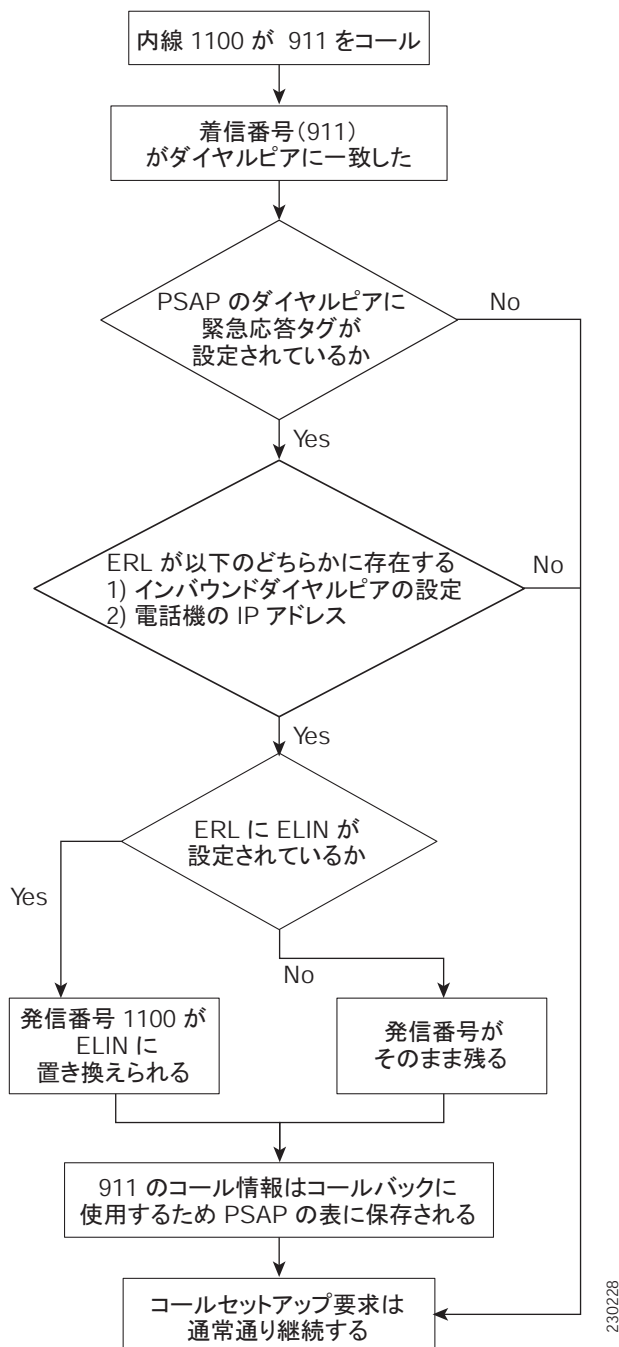 内線 1100 が 911 をコール
着信番号(911)
がダイヤルピアに一致した
PSAP のダイヤルピアに
緊急応答タグが
設定されているか
No
Yes
ERL が以下のどちらかに存在する
1) インバウンドダイヤルピアの設定
2) 電話機の IP アドレス
No
Yes
ERL に ELIN が
設定されているか
Yes
No
発信番号 1100 が
ELIN に
置き換えられる
発信番号が
そのまま残る
911 のコール情報はコールバックに
使用するため PSAP の表に保存される
コールセットアップ要求は
通常通り継続する
230228